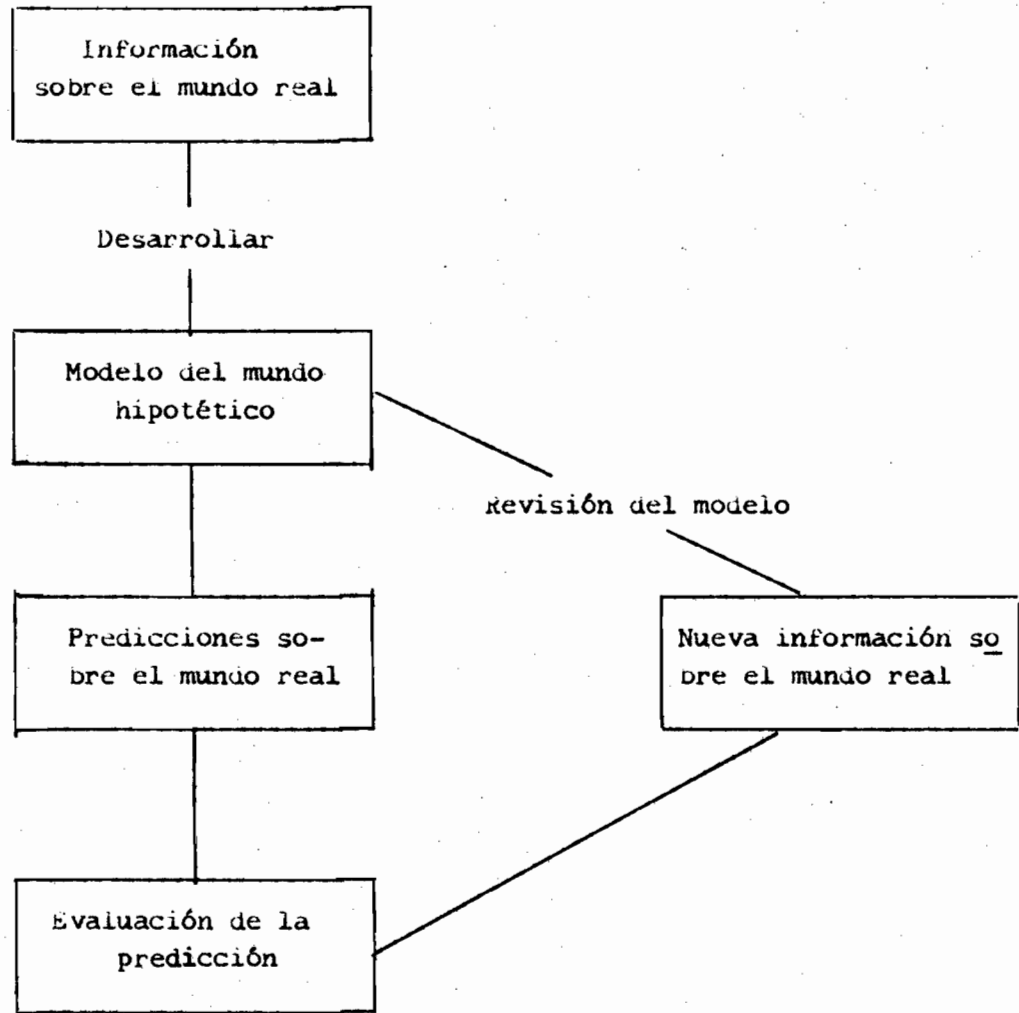 Información
sobre el mundo real
Desarrollar
Modelo del mundo
hipotético
Revisión del modelo
Predicciones so-
bre el mundo real
Nueva información so
bre el mundo real
Evaluación de la
predicción